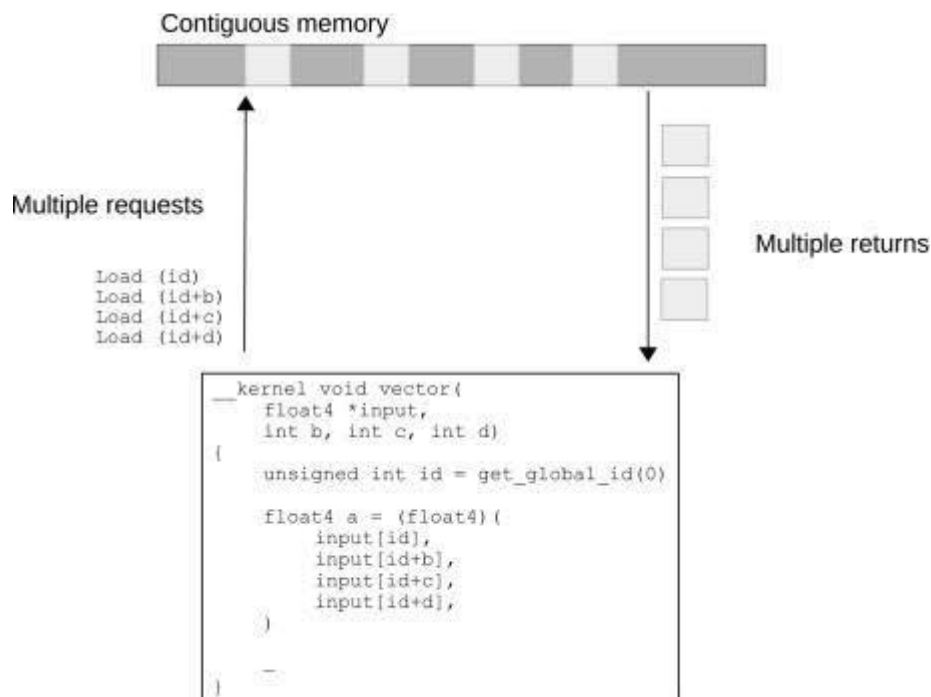 Contiguous memory
Multiple requests
Load (id)
Load (id+b)
Load (id+c)
Load (id+d)
Multiple returns
__kernel void vector(
float4 *input,
int b, int c, int d)
{
unsigned int id = get_global_id(0)
float4 a = (float4)(
input[id],
input[id+b],
input[id+c],
input[id+d],
)
_
}